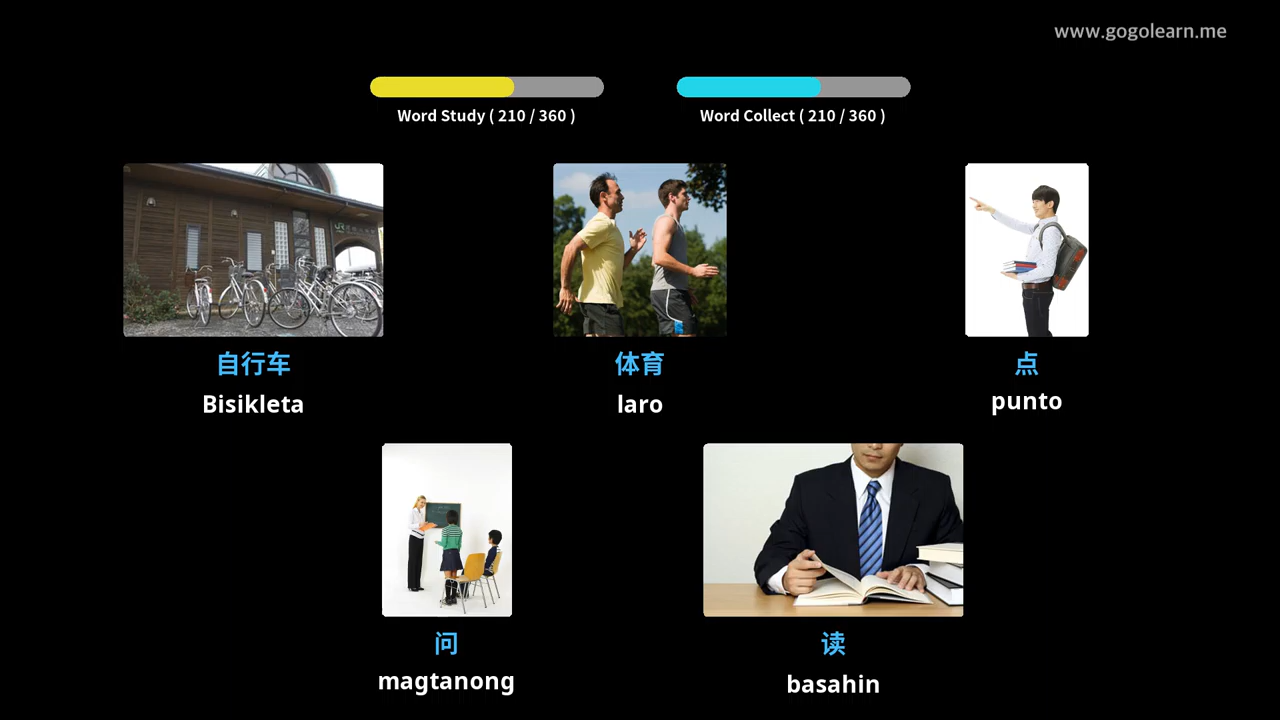 www.gogolearn.me
Word Study ( 210 / 360 )
Word Collect ( 210 / 360 )
自行车
Bisikleta
体育
laro
点
punto
问
magtanong
读
basahin